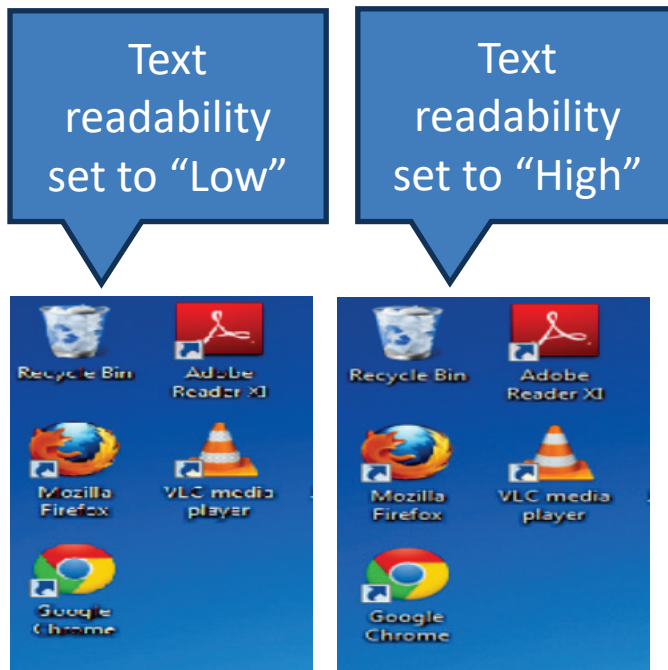 Text
readability
set to “Low”
Text
readability
set to “High”
Recycle Bin
Adobe
Reader XI
Mozilla
Firefox
VLC media
player
Google
Chrome
Recycle Bin
Adobe
Reader XI
Mozilla
Firefox
VLC media
player
Google
Chrome